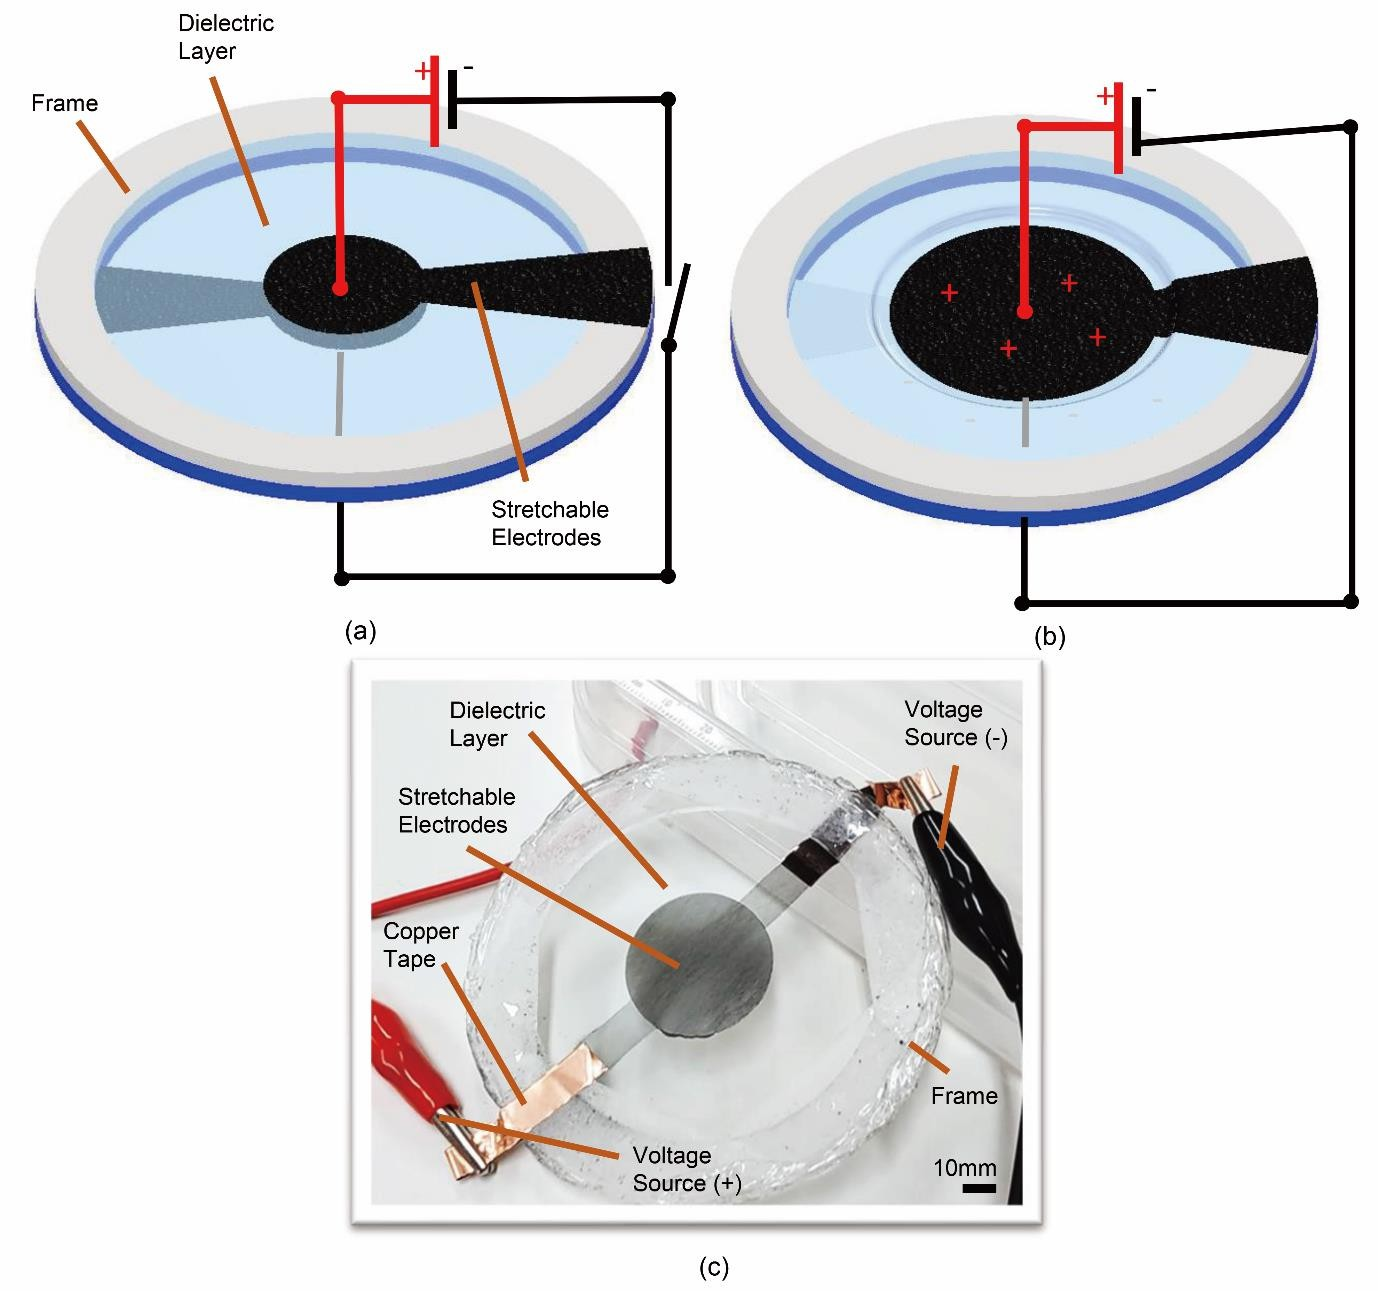 Dielectric
Layer
Frame
+ -
Stretchable
Electrodes
(a)
+ -
+ +
+ +
(b)
Dielectric
Layer
Voltage
Source (-)
Stretchable
Electrodes
Copper
Tape
Frame
Voltage
Source (+)
10mm
(c)